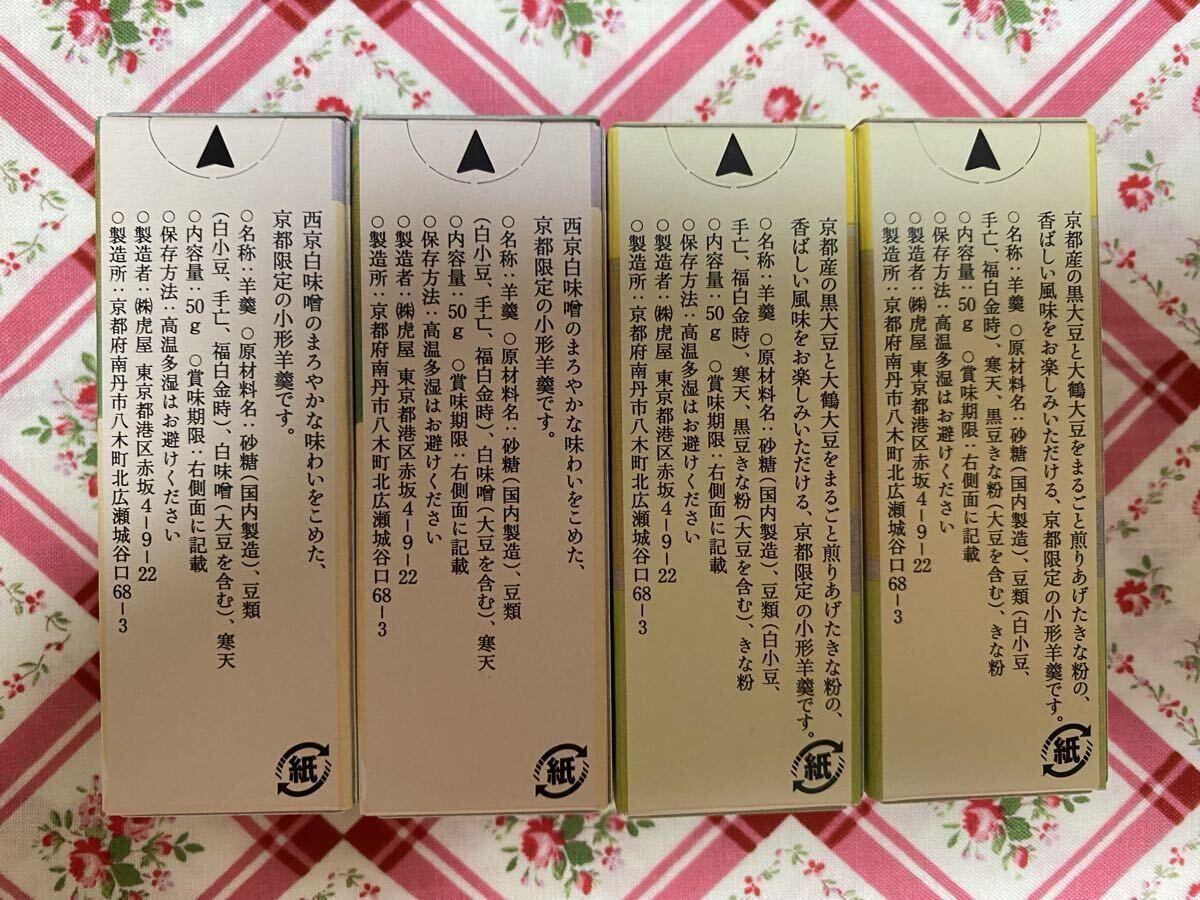 西京白味噌のまろやかな味わいをこめた、
京都限定の小形羊羹です。
○名称：羊羹 ○原材料名：砂糖（国内製造）、豆類
（白小豆、手亡、福白金時）、白味噌（大豆を含む）、寒天
○内容量：50g ○賞味期限：右側面に記載
○保存方法：高温多湿はお避けください
○製造者：㈱虎屋 東京都港区赤坂4−9−22
○製造所：京都府南丹市八木町北広瀬城谷口68−3
紙
西京白味噌のまろやかな味わいをこめた、
京都限定の小形羊羹です。
○名称：羊羹 ○原材料名：砂糖（国内製造）、豆類
（白小豆、手亡、福白金時）、白味噌（大豆を含む）、寒天
○内容量：50g ○賞味期限：右側面に記載
○保存方法：高温多湿はお避けください
○製造者：㈱虎屋 東京都港区赤坂4−9−22
○製造所：京都府南丹市八木町北広瀬城谷口68−3
紙
京都産の黒大豆と大鶴大豆をまるごと煎りあげたきな粉の、
香ばしい風味をお楽しみいただける、京都限定の小形羊羹です。
○名称：羊羹 ○原材料名：砂糖（国内製造）、豆類（白小豆、
手亡、福白金時）、寒天、黒豆きな粉（大豆を含む）、きな粉
○内容量：50g ○賞味期限：右側面に記載
○保存方法：高温多湿はお避けください
○製造者：㈱虎屋 東京都港区赤坂4−9−22
○製造所：京都府南丹市八木町北広瀬城谷口68−3
紙
京都産の黒大豆と大鶴大豆をまるごと煎りあげたきな粉の、
香ばしい風味をお楽しみいただける、京都限定の小形羊羹です。
○名称：羊羹 ○原材料名：砂糖（国内製造）、豆類（白小豆、
手亡、福白金時）、寒天、黒豆きな粉（大豆を含む）、きな粉
○内容量：50g ○賞味期限：右側面に記載
○保存方法：高温多湿はお避けください
○製造者：㈱虎屋 東京都港区赤坂4−9−22
○製造所：京都府南丹市八木町北広瀬城谷口68−3
紙